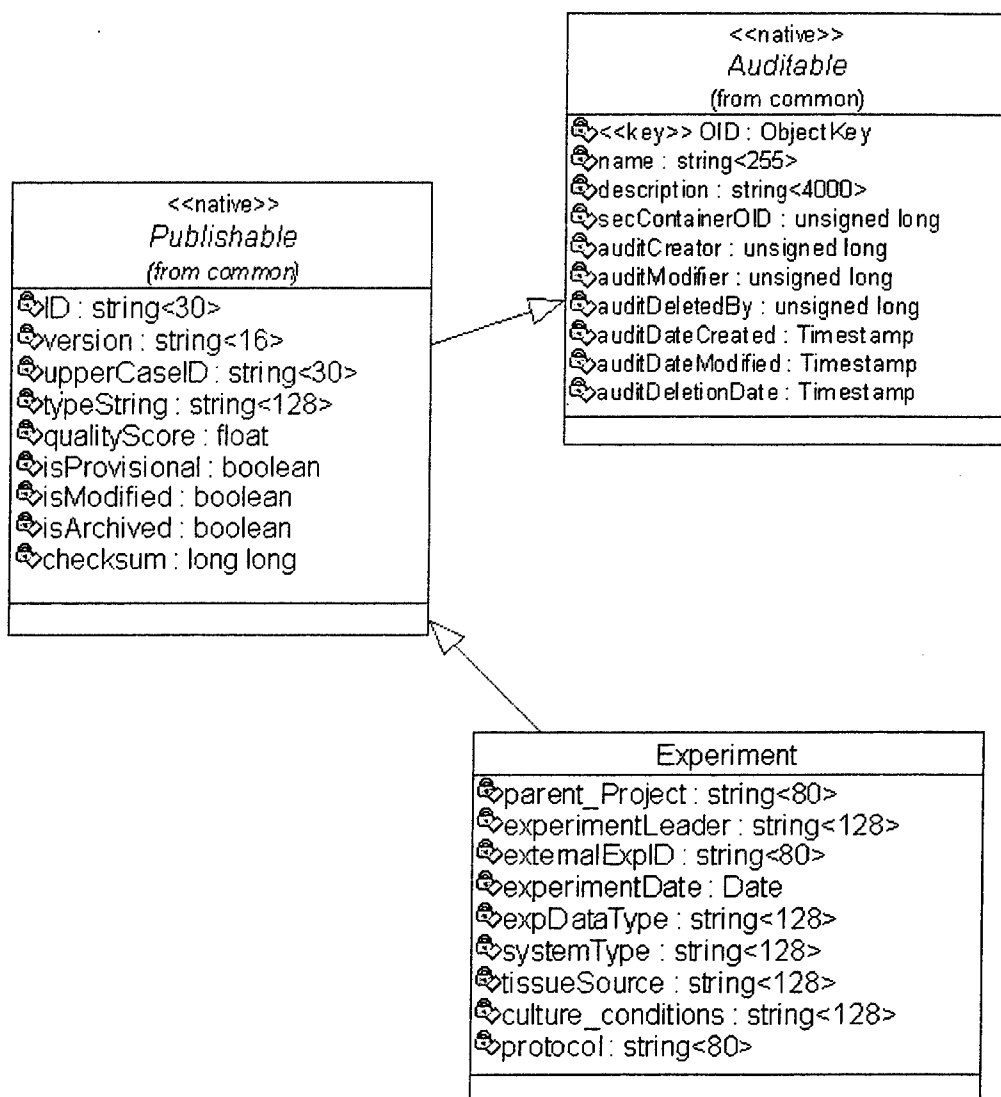 <<native>>
Auditable
(from common)
<<key>> OID : ObjectKey
name : string<255>
description : string<4000>
secContainerOID : unsigned long
auditCreator : unsigned long
auditModifier : unsigned long
auditDeletedBy : unsigned long
auditDateCreated : Timestamp
auditDateModified : Timestamp
auditDeletionDate : Timestamp
<<native>>
Publishable
(from common)
ID : string<30>
version : string<16>
upperCaseID : string<30>
typeString : string<128>
qualityScore : float
isProvisional : boolean
isModified : boolean
isArchived : boolean
checksum : long long
Experiment
parent_Project : string<80>
experimentLeader : string<128>
externalExpID : string<80>
experimentDate : Date
expDataType : string<128>
systemType : string<128>
tissueSource : string<128>
culture_conditions : string<128>
protocol : string<80>